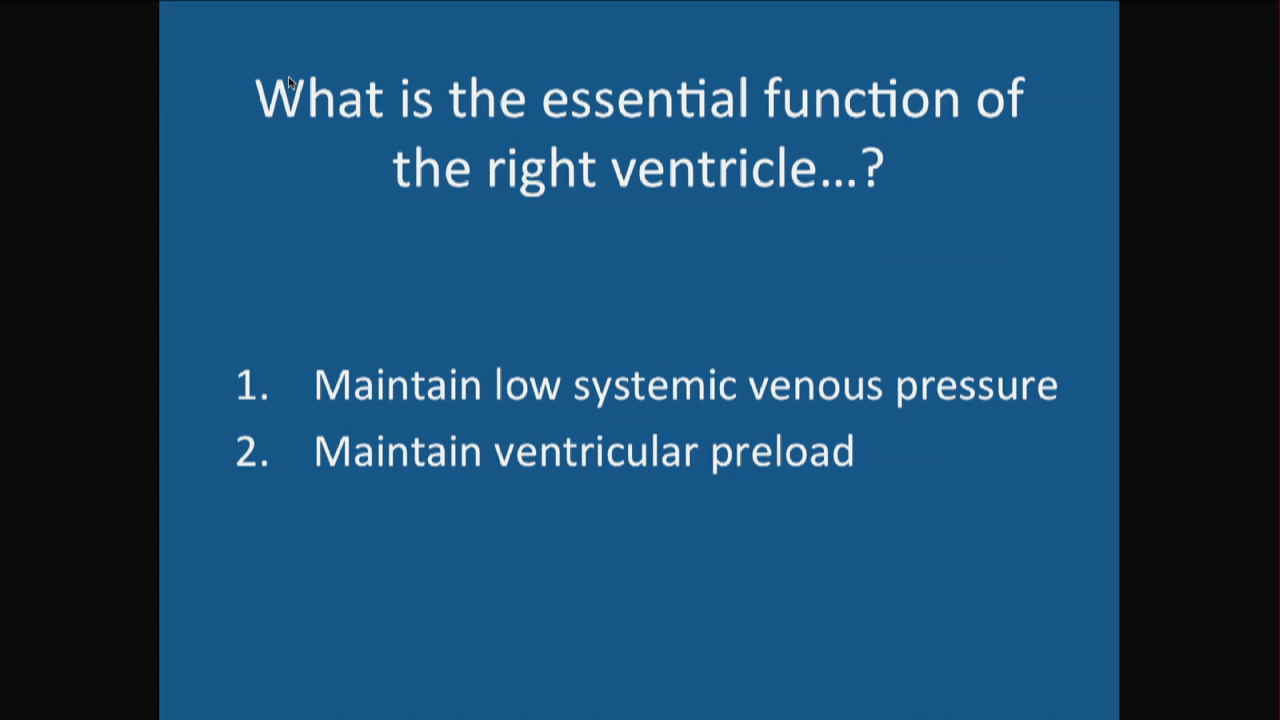 What is the essential function of
the right ventricle...?
1. Maintain low systemic venous pressure
2. Maintain ventricular preload